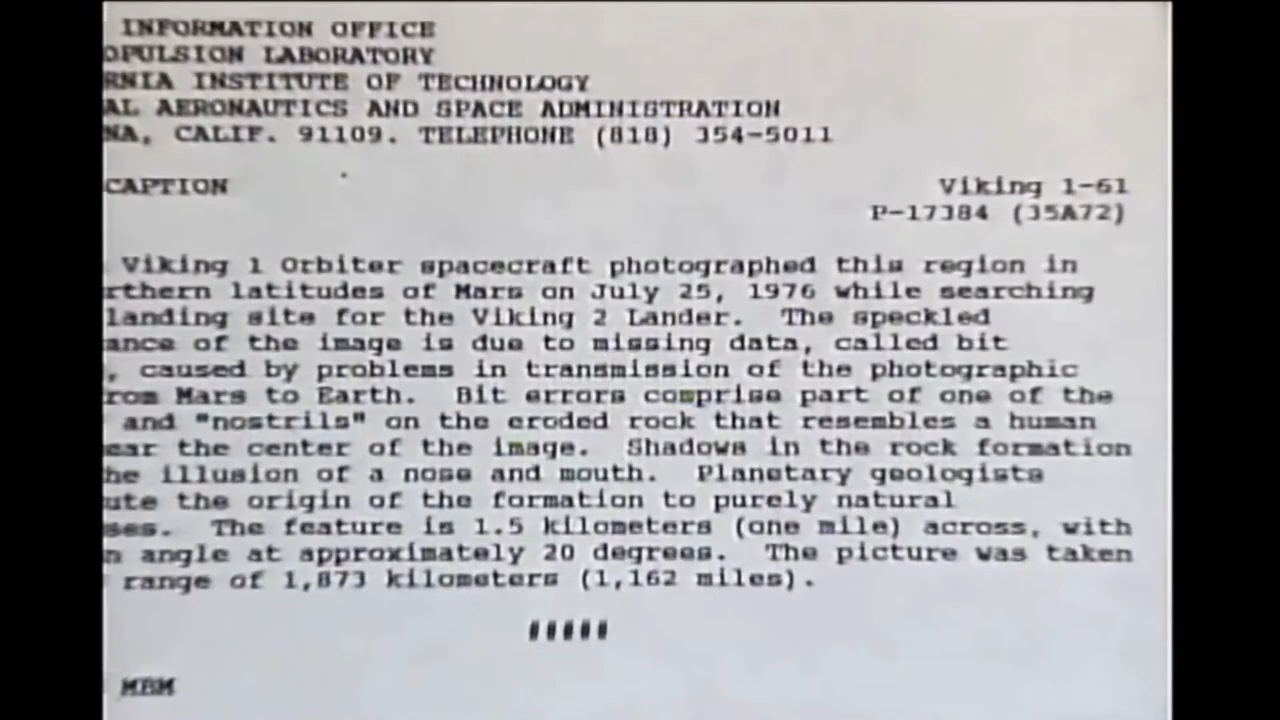 INFORMATION OFFICE
OPULSION LABORATORY
RNIA INSTITUTE OF TECHNOLOGY
AL AERONAUTICS AND SPACE ADMINISTRATION
NA, CALIF. 91109. TELEPHONE (818) 354-5011
CAPTION Viking 1-61
P-17384 (35A72)
Viking 1 Orbiter spacecraft photographed this region in
rthern latitudes of Mars on July 25, 1976 while searching
landing site for the Viking 2 Lander. The speckled
ance of the image is due to missing data, called bit
, caused by problems in transmission of the photographic
rom Mars to Earth. Bit errors comprise part of one of the
and "nostrils" on the eroded rock that resembles a human
ear the center of the image. Shadows in the rock formation
he illusion of a nose and mouth. Planetary geologists
ute the origin of the formation to purely natural
ses. The feature is 1.5 kilometers (one mile) across, with
n angle at approximately 20 degrees. The picture was taken
range of 1,873 kilometers (1,162 miles).
#####
MBM